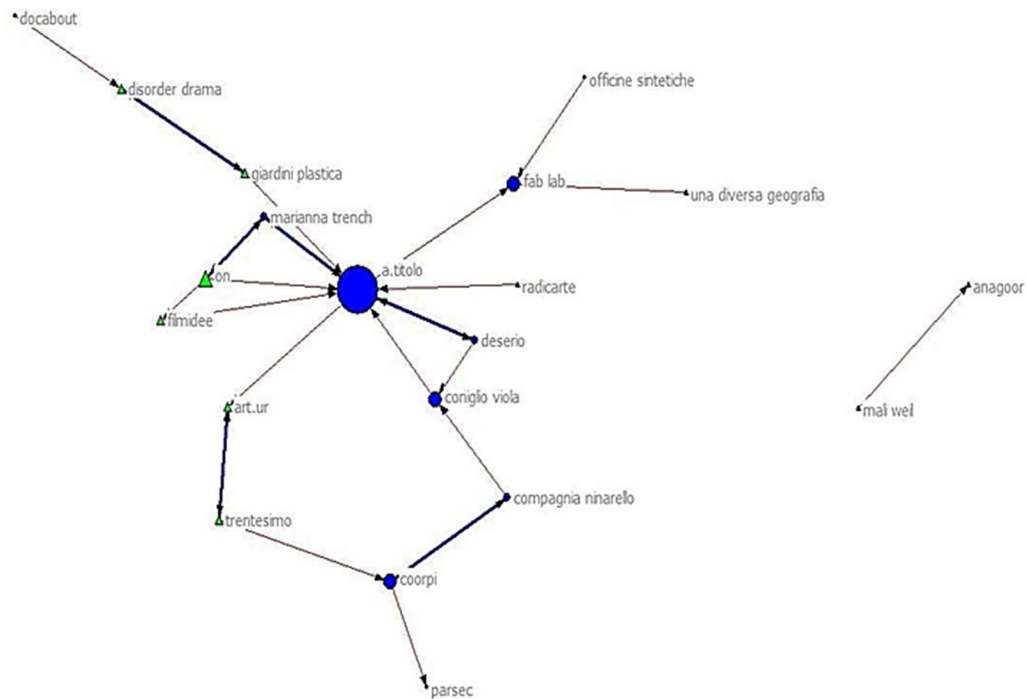 docabout
disorder drama
officine sintetiche
giardini plastica
fab lab
una diversa geografia
marianna trench
a.titolo
on
radicarte
anagoor
filmidee
deserio
coniglio viola
art.ur
mali weil
compagnia ninarello
trentesimo
coorpi
parsec